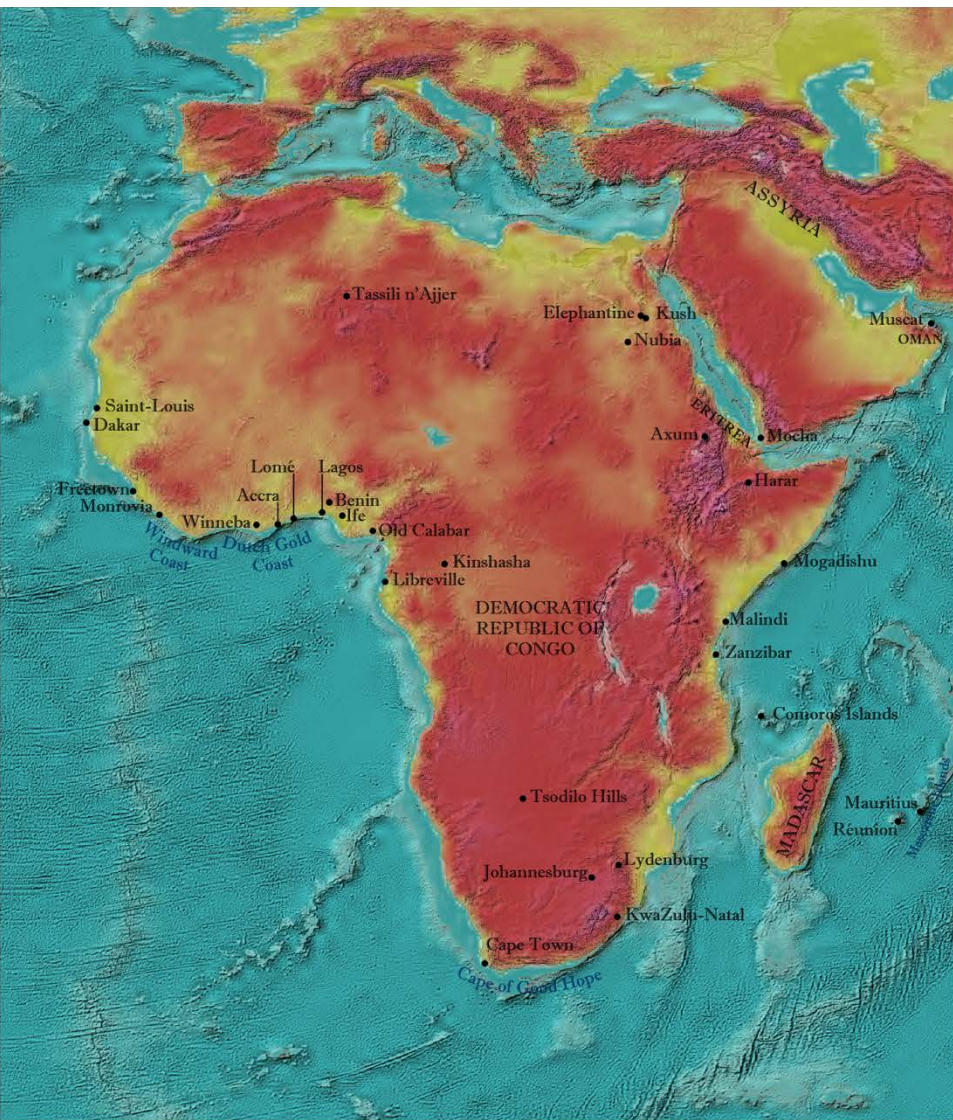 ASSYRIA
Tassili n'Ajjer
Elephantine
Kush
Muscat
OMAN
Nubia
Saint-Louis
ERITREA
Dakar
Axum
Mocha
Lomé
Lagos
Harar
Freetown
Accra
Benin
Monrovia
Winneba
Ife
Windward
Coast
Dutch Gold
Coast
Old Calabar
Kinshasha
Mogadishu
Libreville
DEMOCRATIC
REPUBLIC OF
CONGO
Malindi
Zanzibar
Comoros Islands
MADASCAR
Tsodilo Hills
Mauritius
Réunion
Islands
Lydenburg
Johannesburg
KwaZulu-Natal
Cape Town
Cape of Good Hope